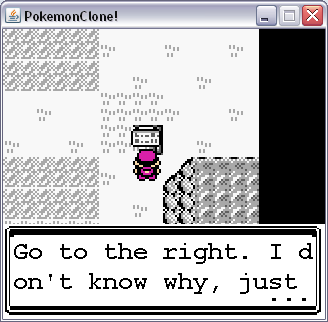 PokemonClone!
Go to the right. I d
on't know why, just
...